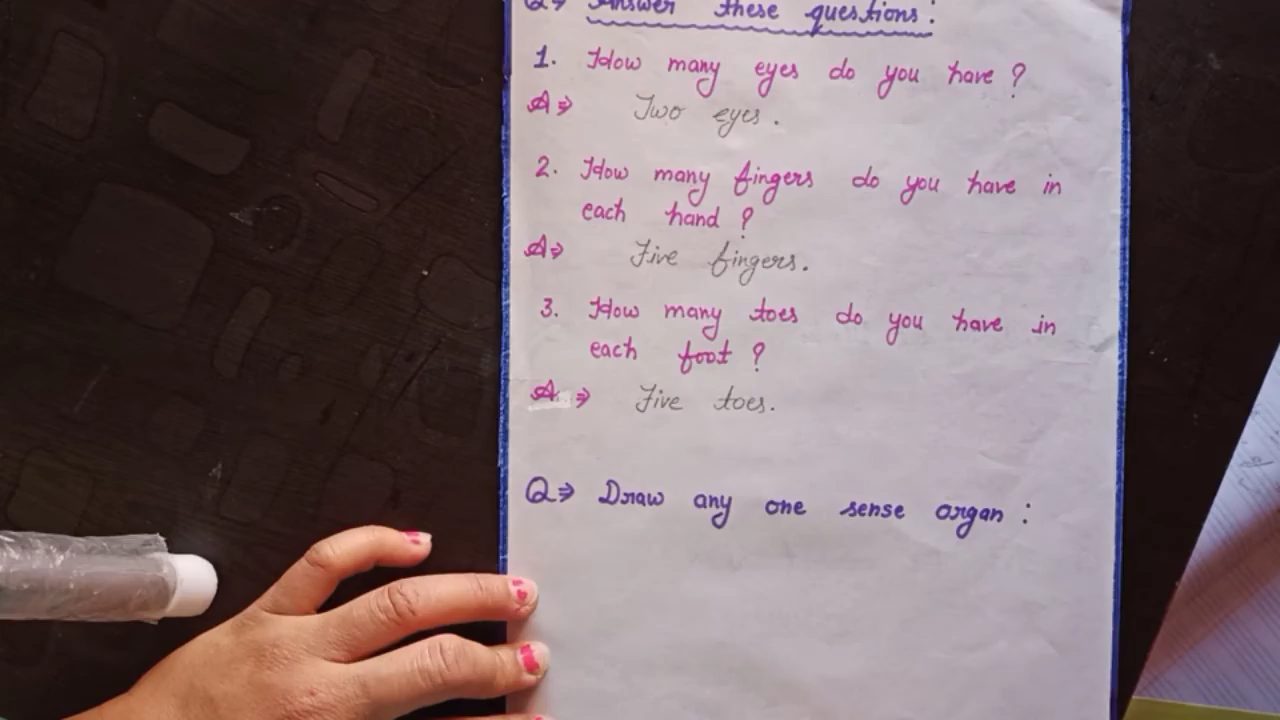 Q⇒ Answer these questions:
1. How many eyes do you have?
A⇒ Two eyes.
2. How many fingers do you have in
each hand?
A⇒ Five fingers.
3. How many toes do you have in
each foot?
A⇒ Five toes.
Q⇒ Draw any one sense organ: